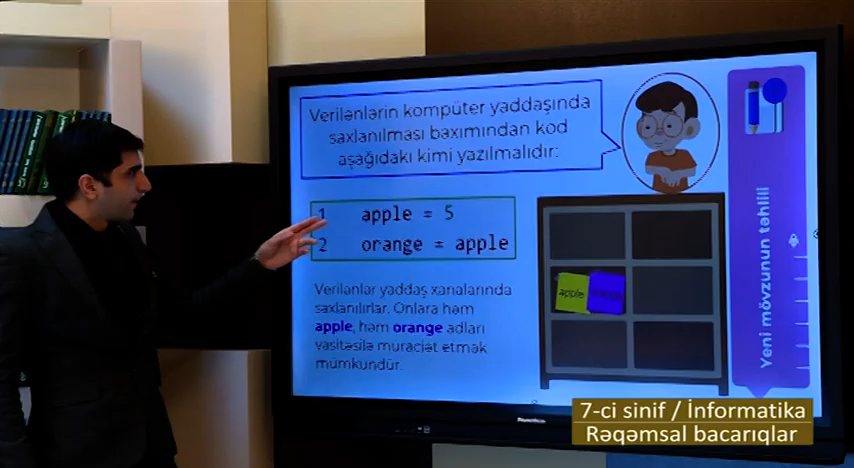 Verilənlərin kompüter yaddaşında
saxlanılması baxımından kod
aşağıdakı kimi yazılmalıdır:
1 apple = 5
2 orange = apple
Verilənlər yaddaş xanalarında
saxlanılırlar. Onlara həm
apple, həm orange adları
vasitəsilə müraciət etmək
mümkündür.
apple
Yeni mövzunun təhlili
7-ci sinif / İnformatika
Rəqəmsal bacarıqlar